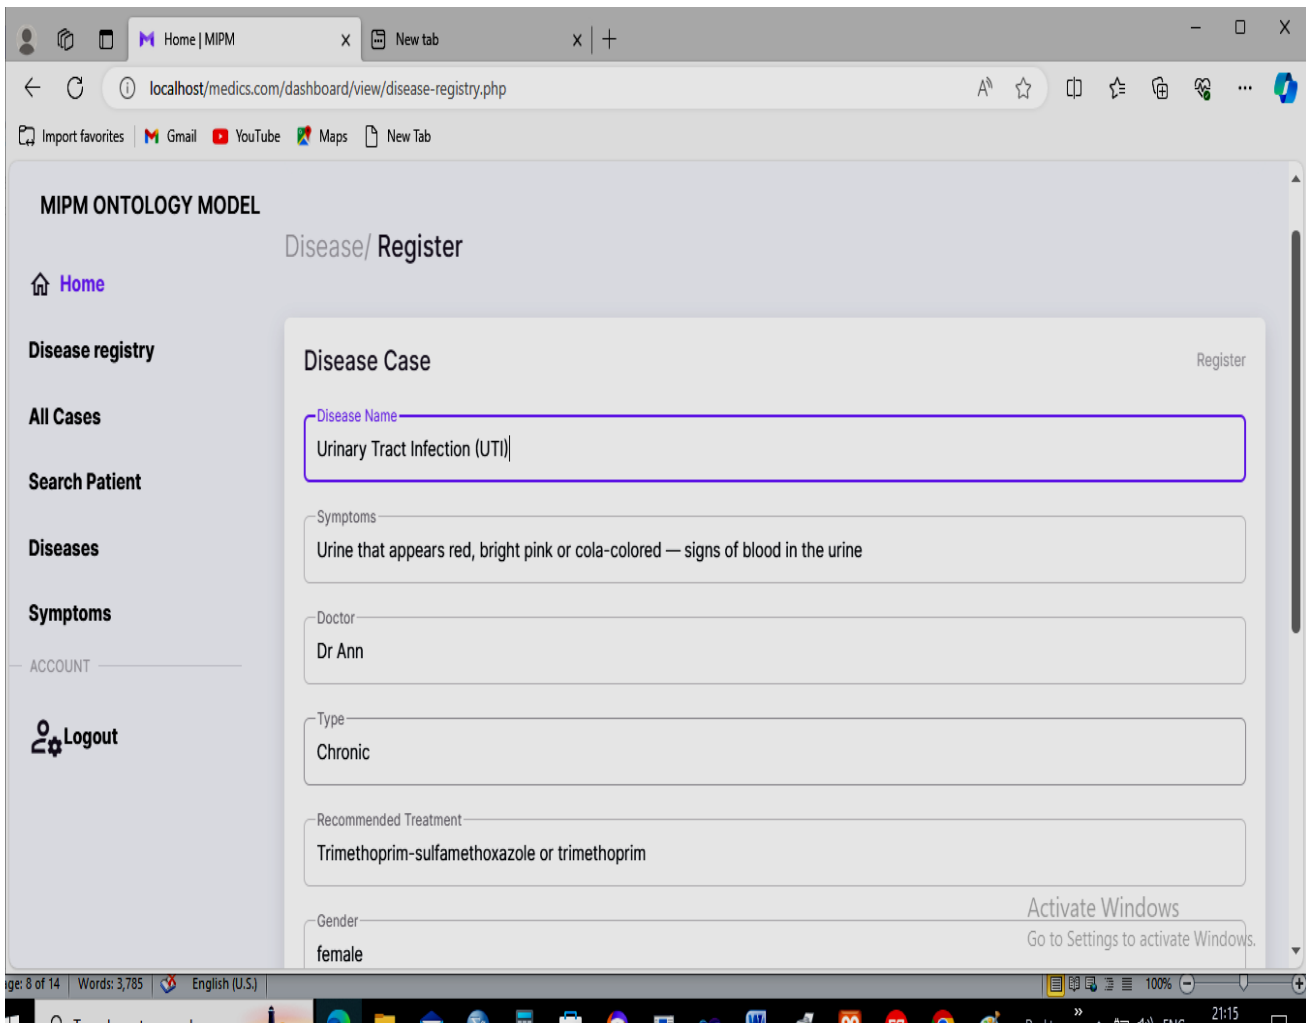 Home | MIPM
New tab
localhost/medics.com/dashboard/view/disease-registry.php
Import favorites
Gmail
YouTube
Maps
New Tab
MIPM ONTOLOGY MODEL
Disease/ Register
Home
Disease registry
All Cases
Search Patient
Diseases
Symptoms
ACCOUNT
Logout
Disease Case
Register
Disease Name
Urinary Tract Infection (UTI)
Symptoms
Urine that appears red, bright pink or cola-colored — signs of blood in the urine
Doctor
Dr Ann
Type
Chronic
Recommended Treatment
Trimethoprim-sulfamethoxazole or trimethoprim
Gender
female
Activate Windows
Go to Settings to activate Windows.
8 of 14
Words: 3,785
English (U.S.)
100%
21:15